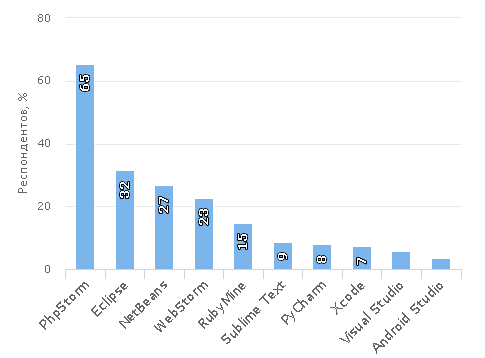 80
60
40
20
0
Респондентов, %
65
32
27
23
15
9
8
7
PhpStorm
Eclipse
NetBeans
WebStorm
RubyMine
Sublime Text
PyCharm
Xcode
Visual Studio
Android Studio